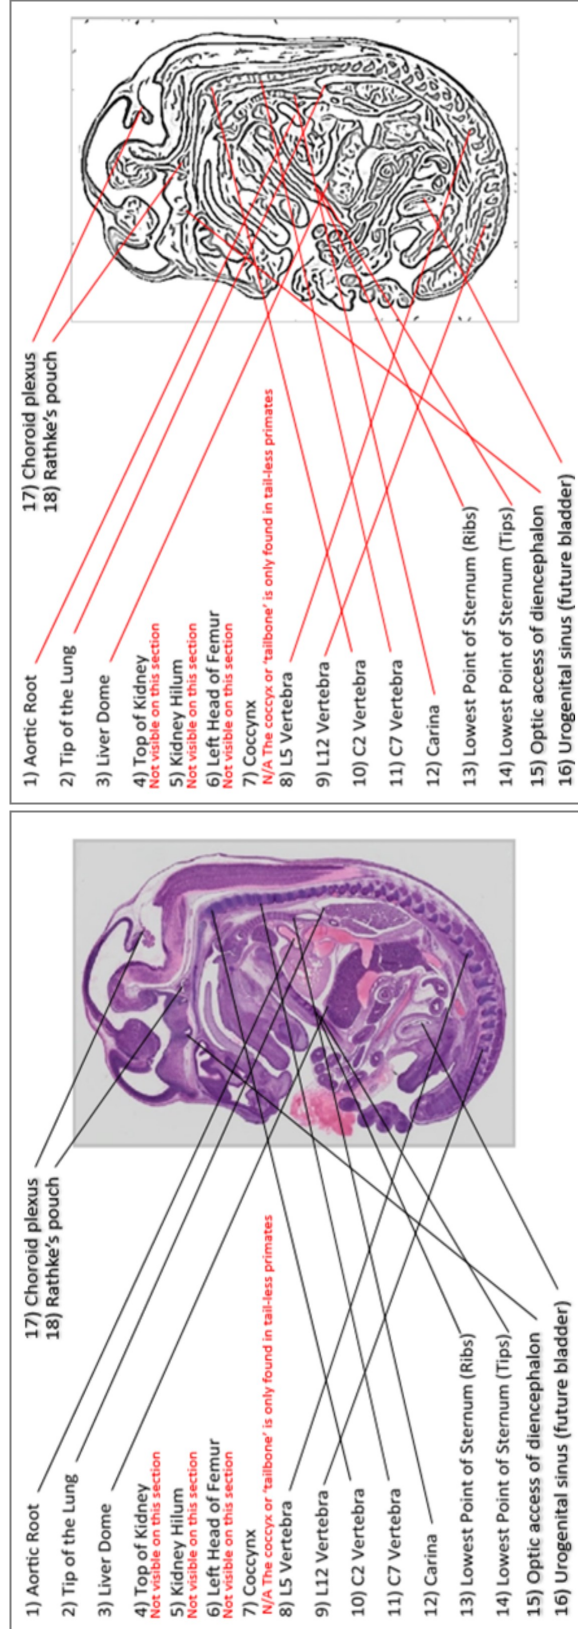 1) Aortic Root
2) Tip of the Lung
3) Liver Dome
4) Top of Kidney
Not visible on this section
5) Kidney Hilum
Not visible on this section
6) Left Head of Femur
Not visible on this section
7) Coccynx
N/A The coccyx or 'tailbone' is only found in tail-less primates
8) L5 Vertebra
9) L12 Vertebra
10) C2 Vertebra
11) C7 Vertebra
12) Carina
13) Lowest Point of Sternum (Ribs)
14) Lowest Point of Sternum (Tips)
15) Optic access of diencephalon
16) Urogenital sinus (future bladder)
17) Choroid plexus
18) Rathke's pouch
1) Aortic Root
2) Tip of the Lung
3) Liver Dome
4) Top of Kidney
Not visible on this section
5) Kidney Hilum
Not visible on this section
6) Left Head of Femur
Not visible on this section
7) Coccynx
N/A The coccyx or 'tailbone' is only found in tail-less primates
8) L5 Vertebra
9) L12 Vertebra
10) C2 Vertebra
11) C7 Vertebra
12) Carina
13) Lowest Point of Sternum (Ribs)
14) Lowest Point of Sternum (Tips)
15) Optic access of diencephalon
16) Urogenital sinus (future bladder)
17) Choroid plexus
18) Rathke's pouch